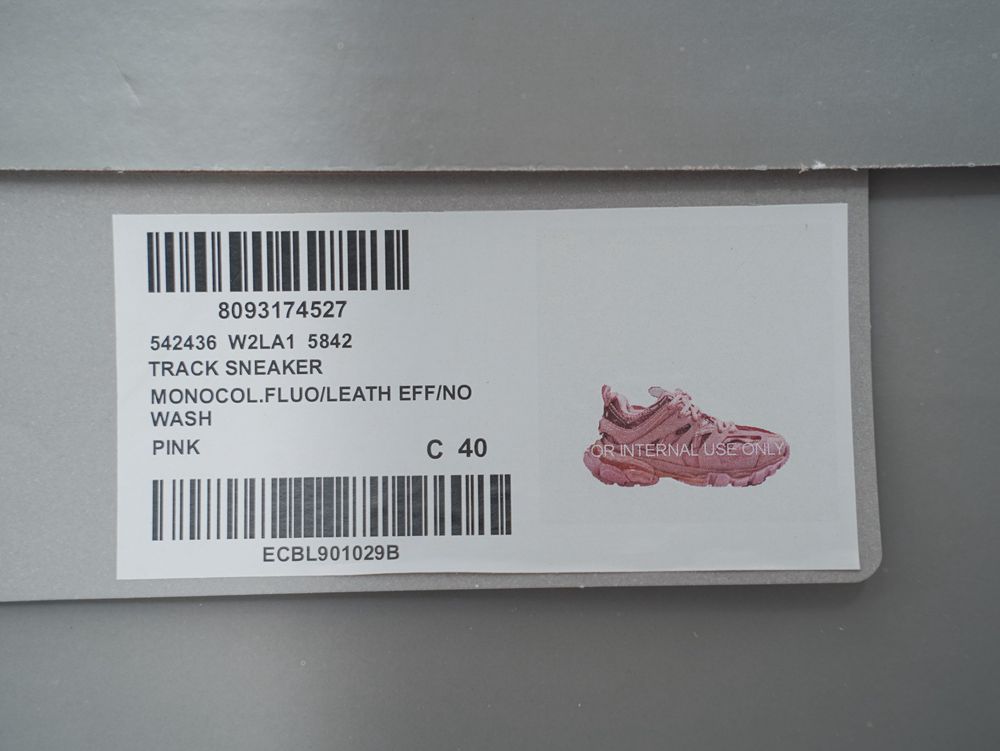 8093174527
542436 W2LA1 5842
TRACK SNEAKER
MONOCOL.FLUO/LEATH EFF/NO
WASH
PINK
C 40
OR INTERNAL USE ONLY
ECBL901029B